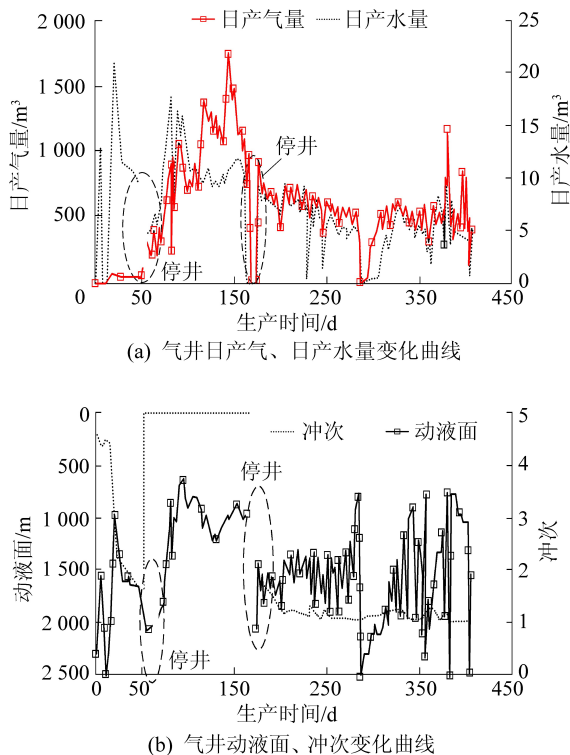 日产气量 日产水量
2 000
1 500
1 000
500
0
日产气量/m³
25
20
15
10
5
0
日产水量/m³
停井
停井
0 50 150 250 350 450
生产时间/d
(a) 气井日产气、日产水量变化曲线
冲次 动液面
0
500
1 000
1 500
2 000
2 500
动液面/m
5
4
3
2
1
0
冲次
停井
停井
0 50 150 250 350 450
生产时间/d
(b) 气井动液面、冲次变化曲线